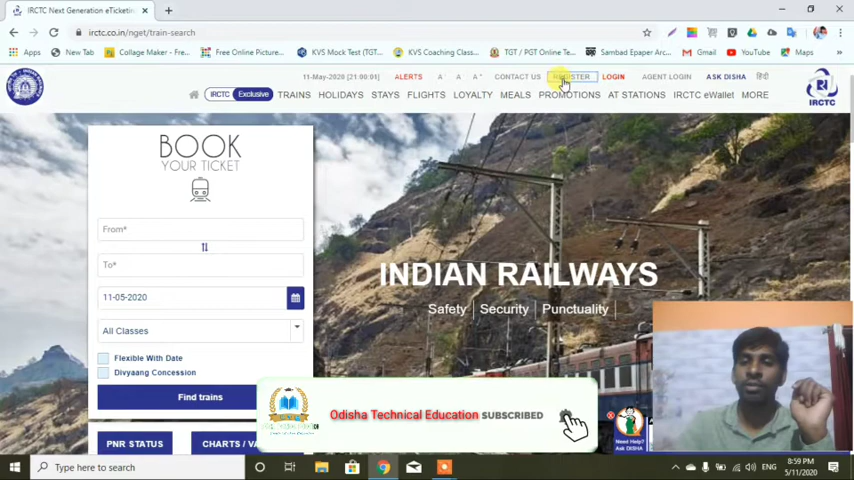 IRCTC Next Generation eTicketing
irctc.co.in/nget/train-search
Apps
New Tab
Collage Maker - Free...
Free Online Picture...
KVS Mock Test (TGT...
KVS Coaching Class...
TGT / PGT Online Te...
Sambad Epaper Arc...
Gmail
YouTube
Maps
11-May-2020 [21:00:01]
ALERTS
A
A
A+
CONTACT US
REGISTER
LOGIN
AGENT LOGIN
ASK DISHA
हिंदी
IRCTC Exclusive
TRAINS
HOLIDAYS
STAYS
FLIGHTS
LOYALTY
MEALS
PROMOTIONS
AT STATIONS
IRCTC eWallet
MORE
IRCTC
BOOK
YOUR TICKET
From*
To*
11-05-2020
All Classes
Flexible With Date
Divyaang Concession
Find trains
PNR STATUS
CHARTS / VA
INDIAN RAILWAYS
Safety | Security | Punctuality
Odisha Technical Education SUBSCRIBED
Need Help?
Ask DISHA
Type here to search
ENG
8:59 PM
5/11/2020